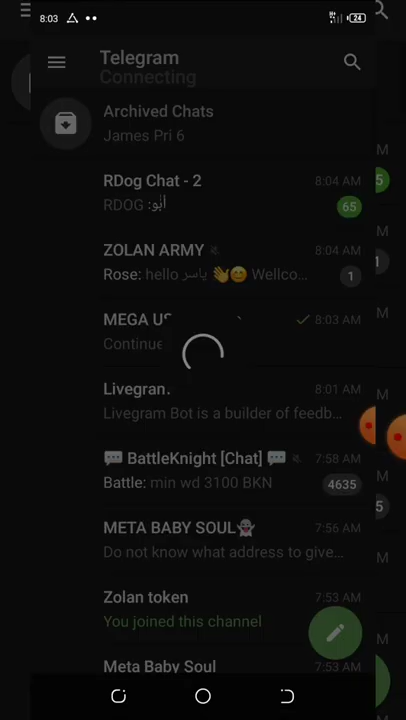 8:03
24
Telegram
Connecting
Archived Chats
James Pri 6
RDog Chat - 2 8:04 AM
RDOG: أبُو 65
ZOLAN ARMY 8:04 AM
Rose: hello ياسر 👋😊 Wellco... 1
MEGA 8:03 AM
Continue
Livegran. 8:01 AM
Livegram Bot is a builder of feedb...
💬 BattleKnight [Chat] 💬 7:58 AM
Battle: min wd 3100 BKN 4635
META BABY SOUL👻 7:56 AM
Do not know what address to give...
Zolan token 7:53 AM
You joined this channel
Meta Baby Soul 7:53 AM